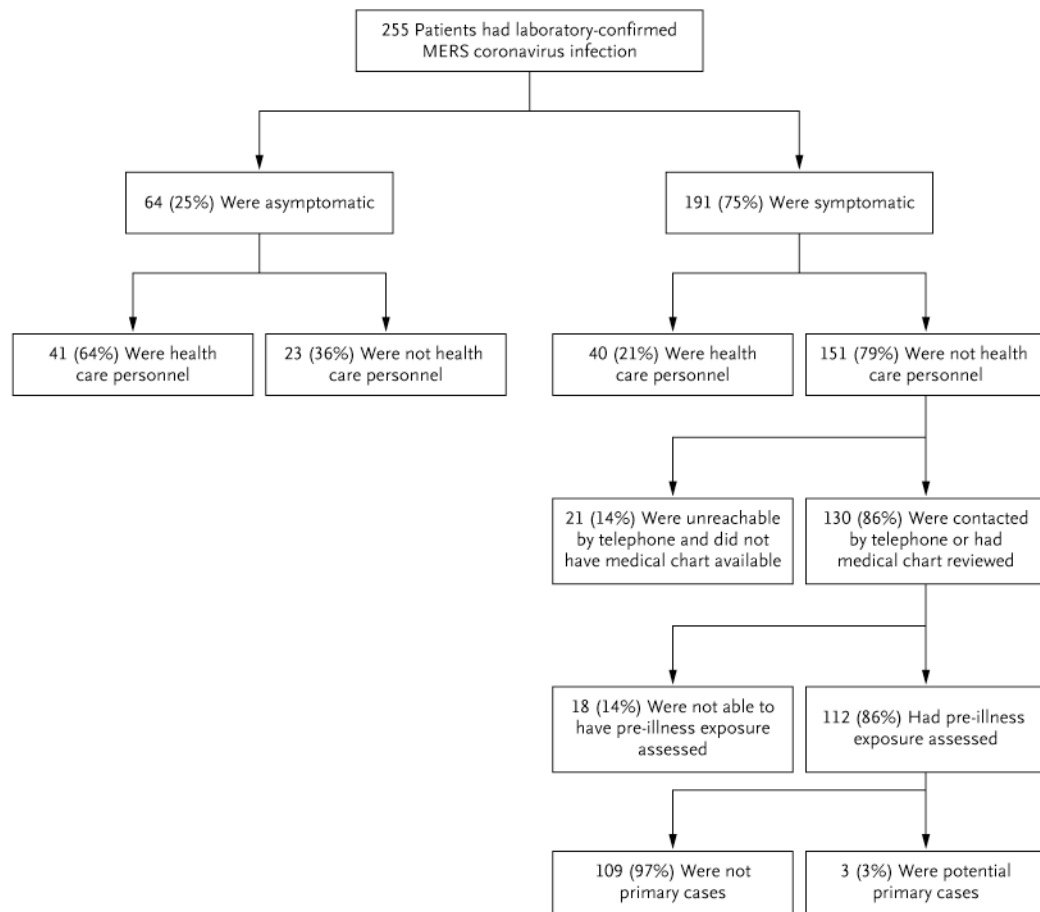 255 Patients had laboratory-confirmed
MERS coronavirus infection
64 (25%) Were asymptomatic
191 (75%) Were symptomatic
41 (64%) Were health
care personnel
23 (36%) Were not health
care personnel
40 (21%) Were health
care personnel
151 (79%) Were not health
care personnel
21 (14%) Were unreachable
by telephone and did not
have medical chart available
130 (86%) Were contacted
by telephone or had
medical chart reviewed
18 (14%) Were not able to
have pre-illness exposure
assessed
112 (86%) Had pre-illness
exposure assessed
109 (97%) Were not
primary cases
3 (3%) Were potential
primary cases